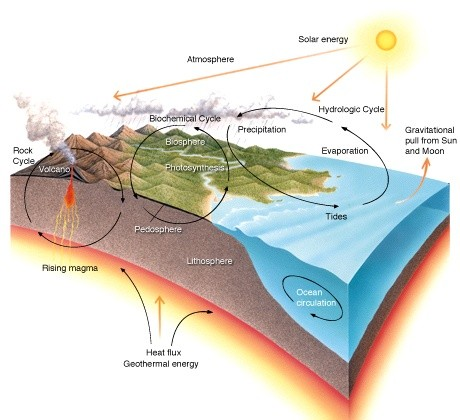 Solar energy
Atmosphere
Hydrologic Cycle
Biochemical Cycle
Precipitation
Gravitational
pull from Sun
and Moon
Rock
Cycle
Biosphere
Evaporation
Volcano
Photosynthesis
Tides
Pedosphere
Lithosphere
Rising magma
Ocean
circulation
Heat flux
Geothermal energy